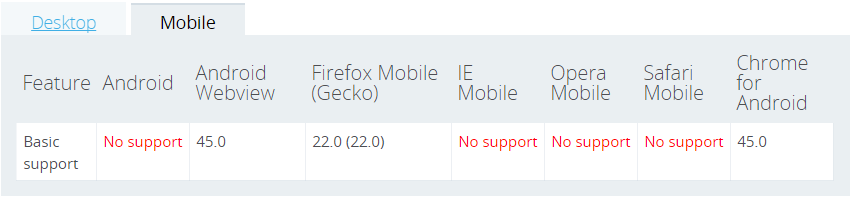 Desktop
Mobile
Feature
Android
Android
Webview
Firefox Mobile
(Gecko)
IE
Mobile
Opera
Mobile
Safari
Mobile
Chrome
for
Android
Basic
support
No support
45.0
22.0 (22.0)
No support
No support
No support
45.0